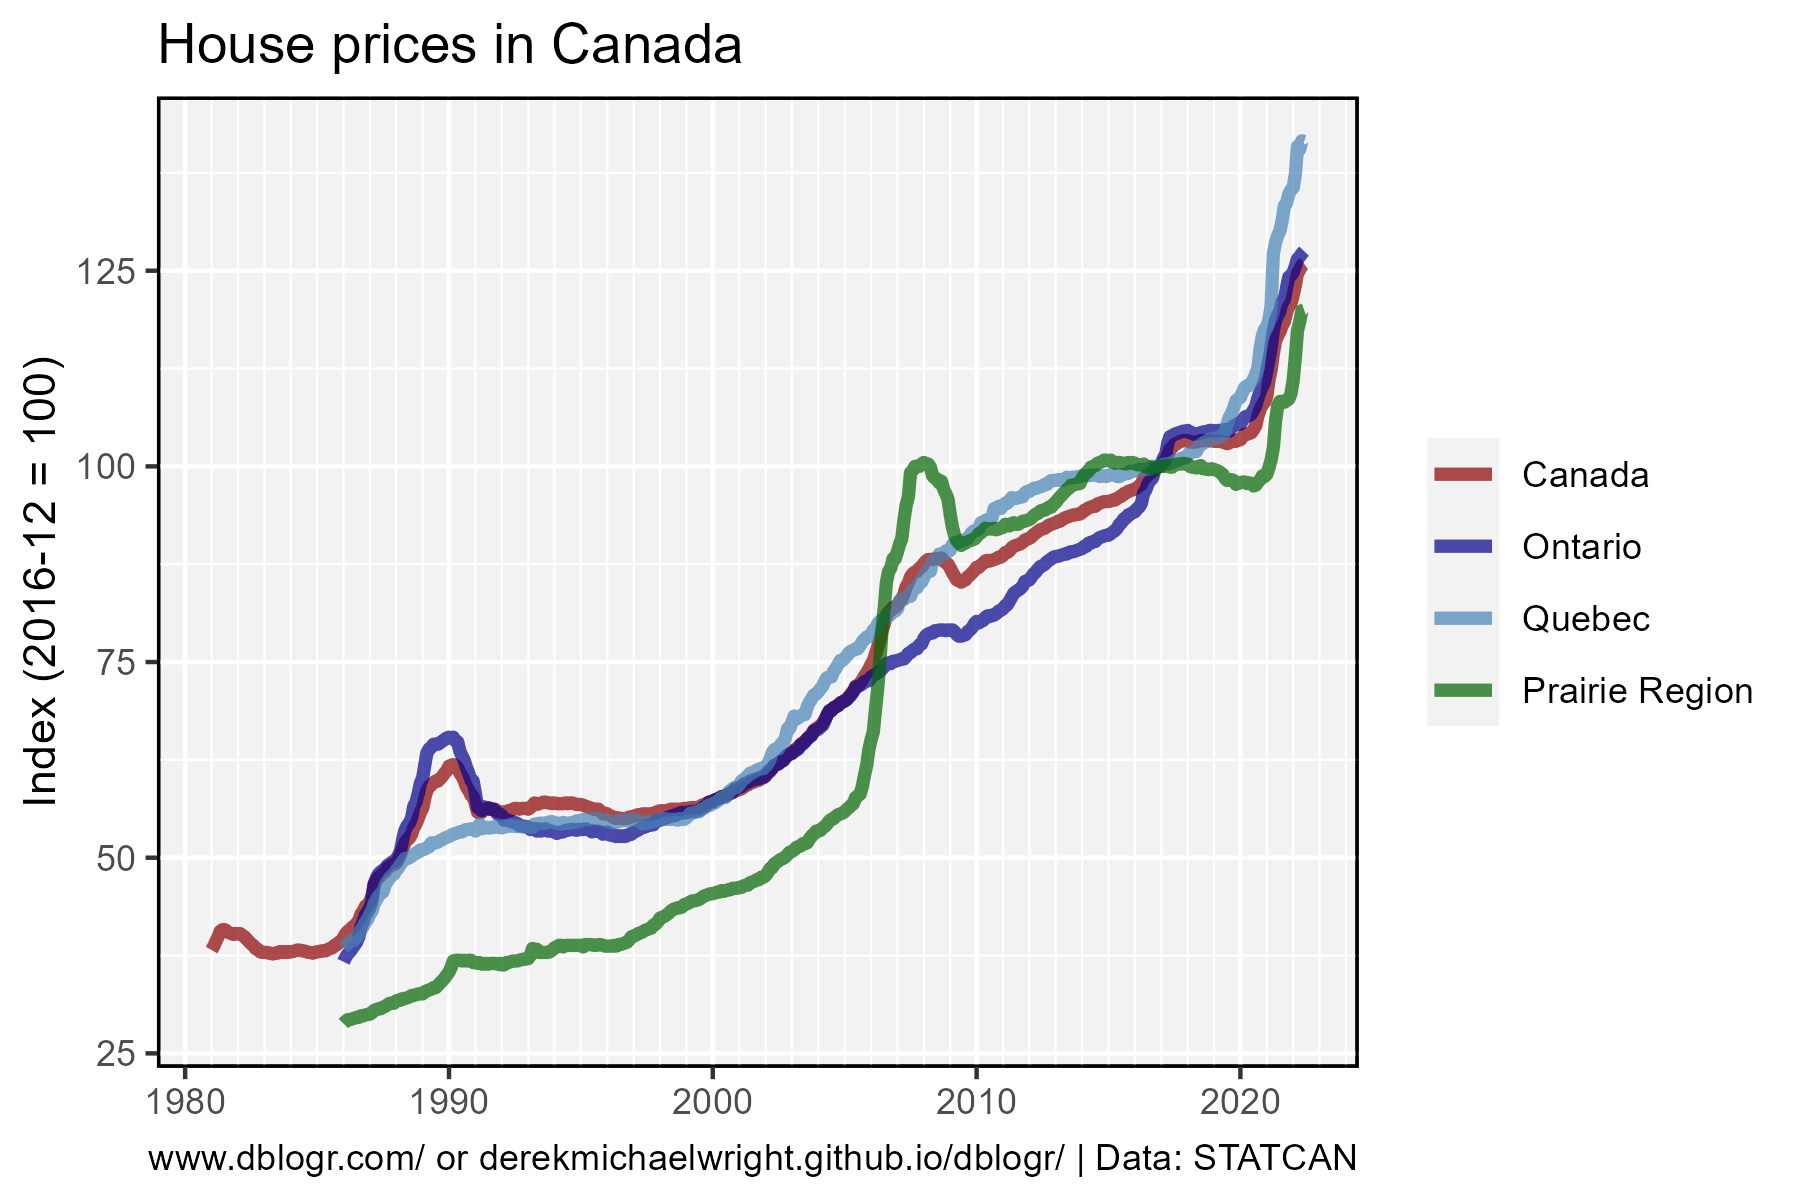 House prices in Canada
Index (2016-12 = 100)
125
100
75
50
25
1980 1990 2000 2010 2020
Canada
Ontario
Quebec
Prairie Region
www.dblogr.com/ or derekmichaelwright.github.io/dblogr/ | Data: STATCAN